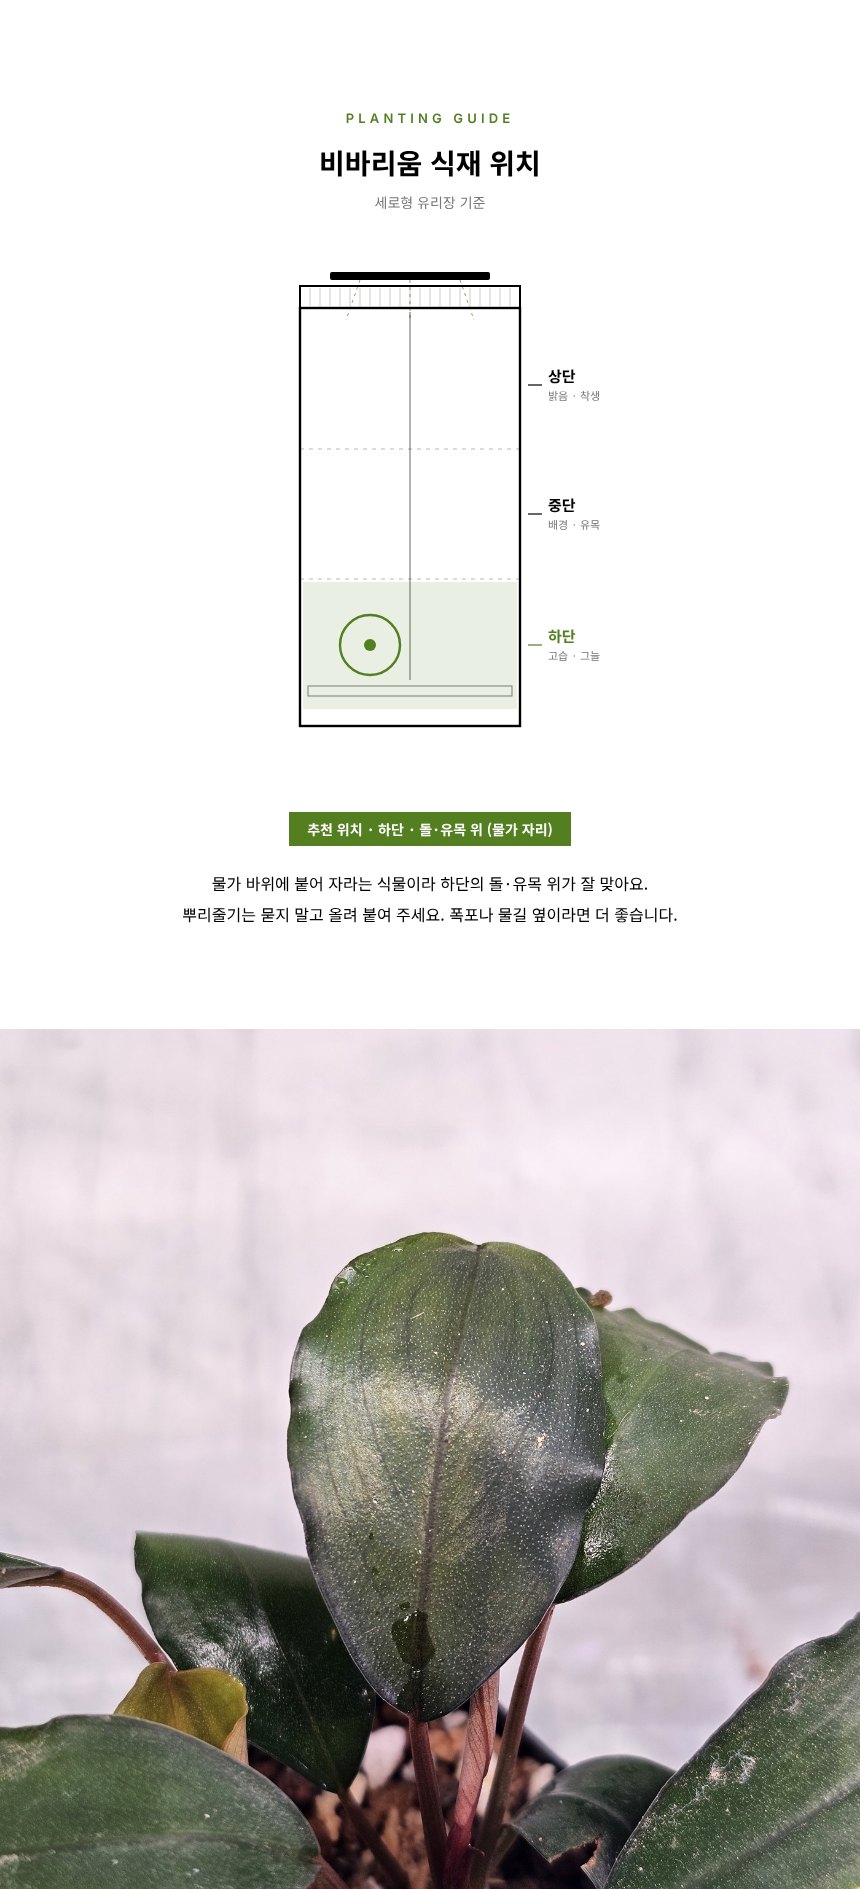 PLANTING GUIDE
비바리움 식재 위치
세로형 유리장 기준
상단
밝음 · 착생
중단
배경 · 유목
하단
고습 · 그늘
추천 위치 · 하단 · 돌·유목 위 (물가 자리)
물가 바위에 붙어 자라는 식물이라 하단의 돌·유목 위가 잘 맞아요.
뿌리줄기는 묻지 말고 올려 붙여 주세요. 폭포나 물길 옆이라면 더 좋습니다.